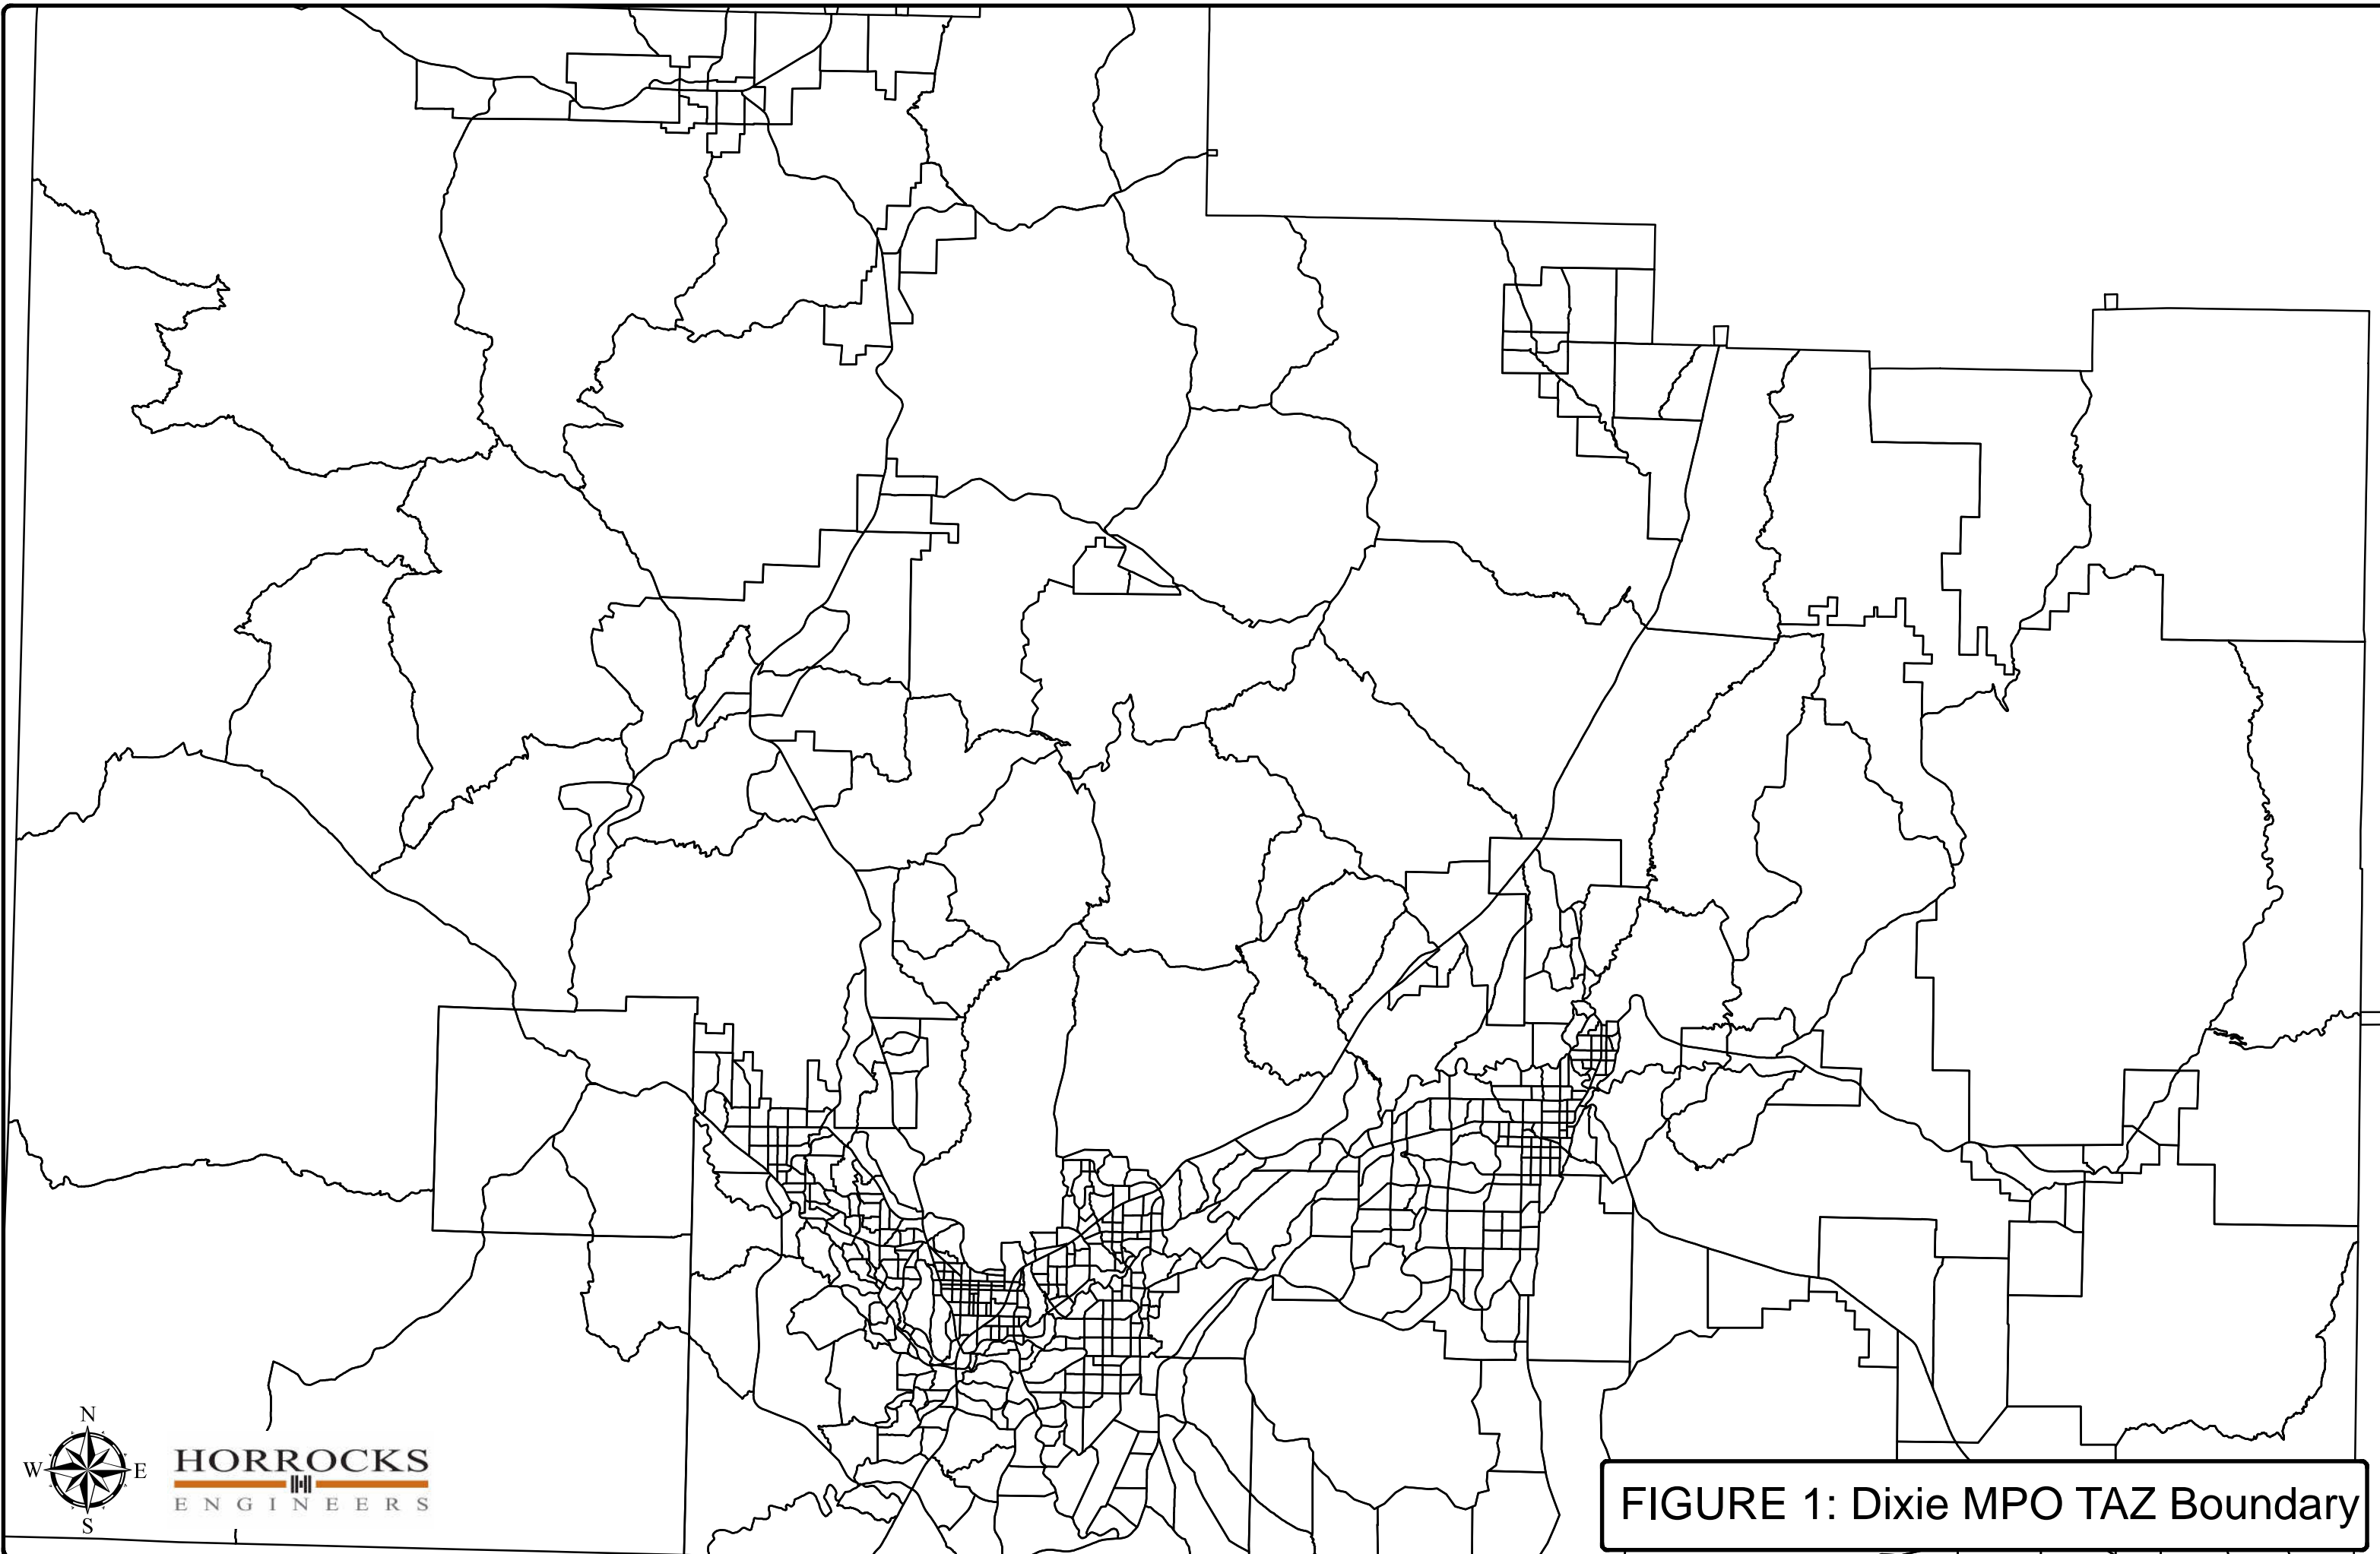 N
W E
S
HORROCKS
ENGINEERS
FIGURE 1: Dixie MPO TAZ Boundary